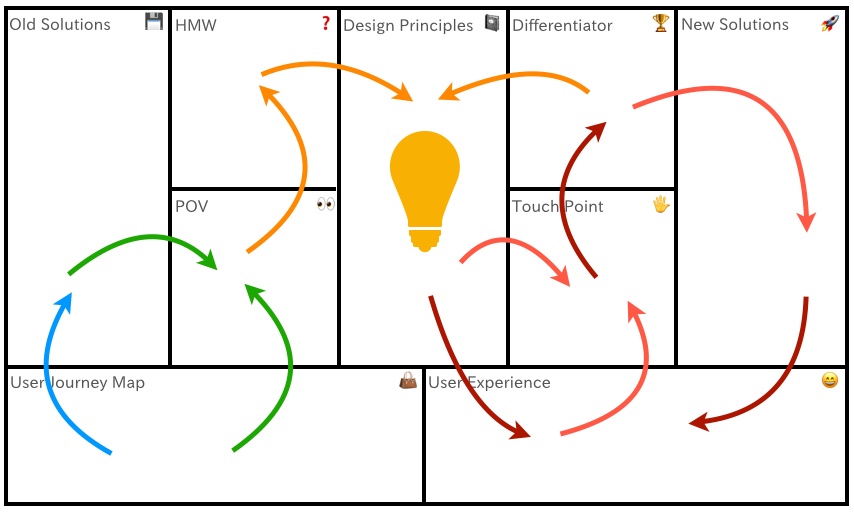 Old Solutions
HMW
Design Principles
Differentiator
New Solutions
POV
Touch Point
User Journey Map
User Experience